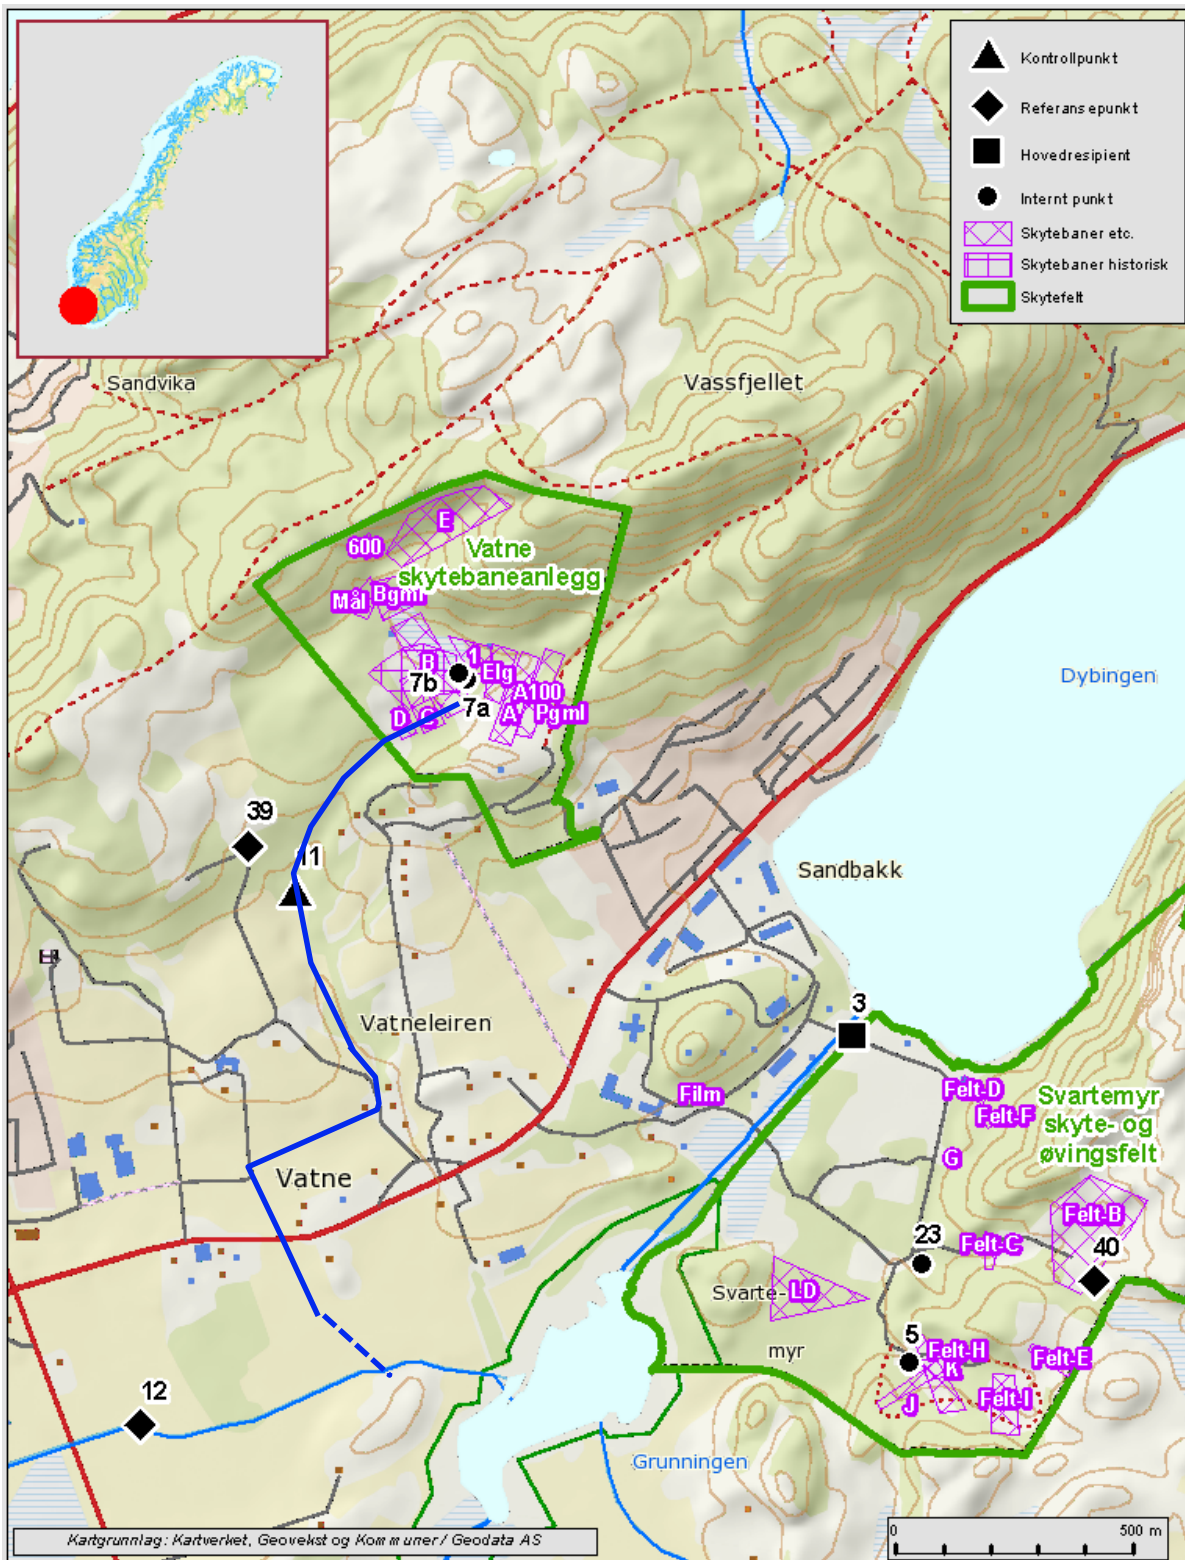 Kontrollpunkt
Referansepunkt
Hovedresipient
Internt punkt
Skytebaner etc.
Skytebaner historisk
Skytefelt
Sandvika
Vassfjellet
E
600
Vatne
skytebaneanlegg
Mål
Bgml
1
B
Elg
7b
A100
7a
D
G
A
Pgml
Dybingen
39
11
Sandbakk
3
Vatneleiren
Film
Felt-D
Felt-F
Svartemyr
skyte- og
øvingsfelt
G
Vatne
Felt-B
23
Felt-C
40
Svarte-
LD
myr
5
Felt-H
K
Felt-E
J
Felt-I
12
Grunningen
Kartgrunnlag: Kartverket, Geovekst og Kommuner / Geodata AS
0 500 m